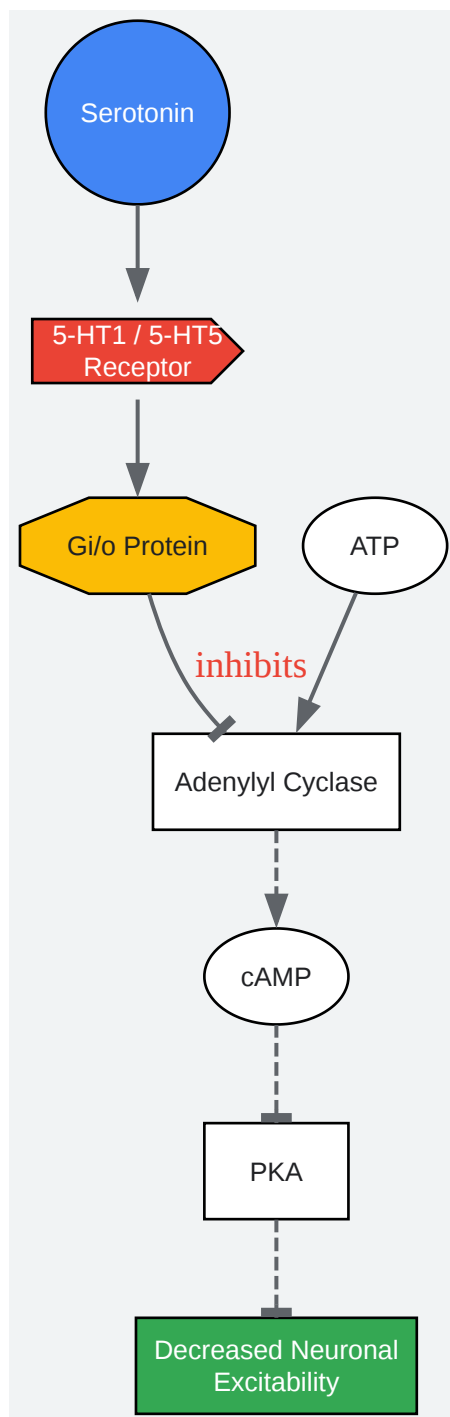 Serotonin
5-HT1 / 5-HT5
Receptor
Gi/o Protein
ATP
inhibits
Adenylyl Cyclase
cAMP
PKA
Decreased Neuronal
Excitability